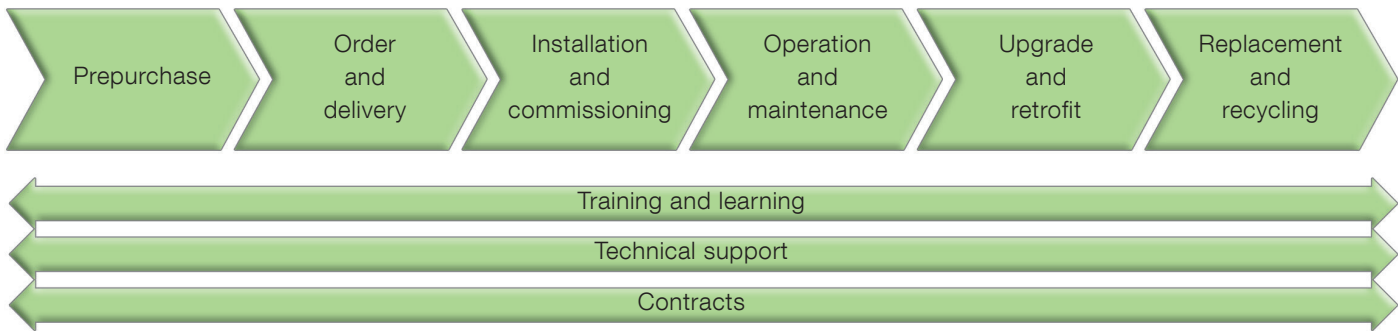 Prepurchase
Order
and
delivery
Installation
and
commissioning
Operation
and
maintenance
Upgrade
and
retrofit
Replacement
and
recycling
Training and learning
Technical support
Contracts